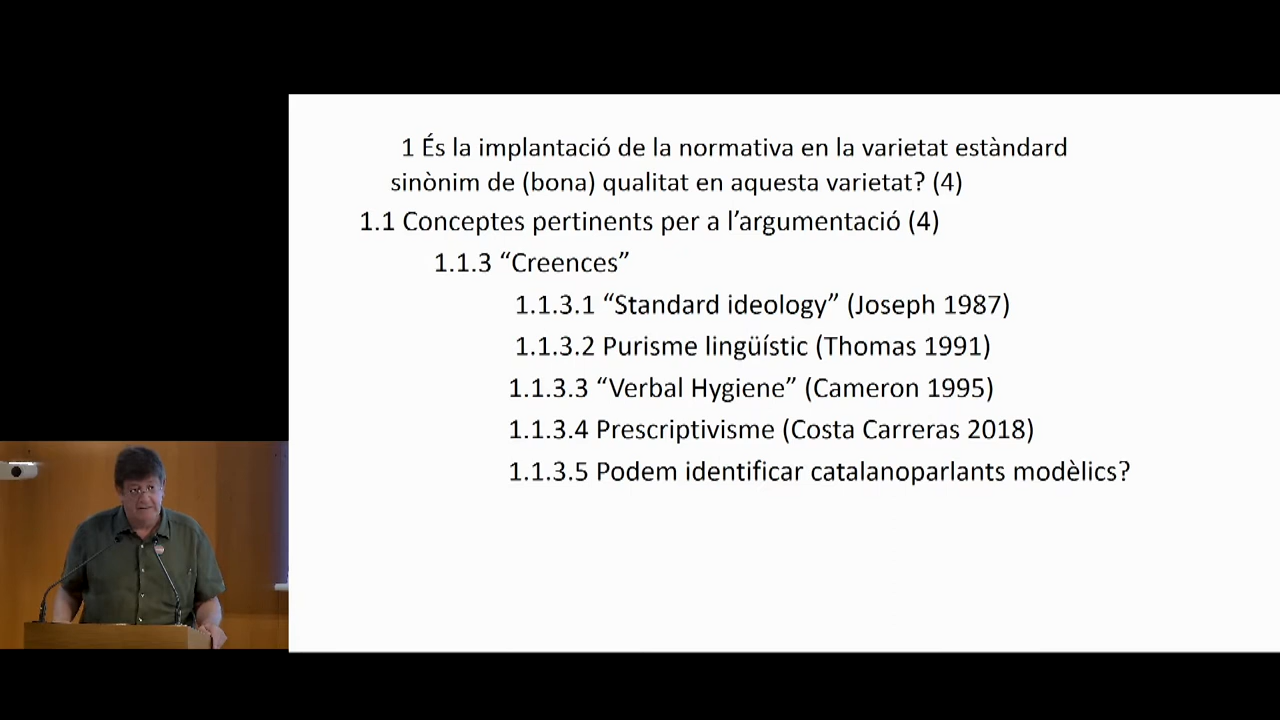 1 És la implantació de la normativa en la varietat estàndard
sinònim de (bona) qualitat en aquesta varietat? (4)
1.1 Conceptes pertinents per a l’argumentació (4)
1.1.3 “Creences”
1.1.3.1 “Standard ideology” (Joseph 1987)
1.1.3.2 Purisme lingüístic (Thomas 1991)
1.1.3.3 “Verbal Hygiene” (Cameron 1995)
1.1.3.4 Prescriptivisme (Costa Carreras 2018)
1.1.3.5 Podem identificar catalanoparlants modèlics?